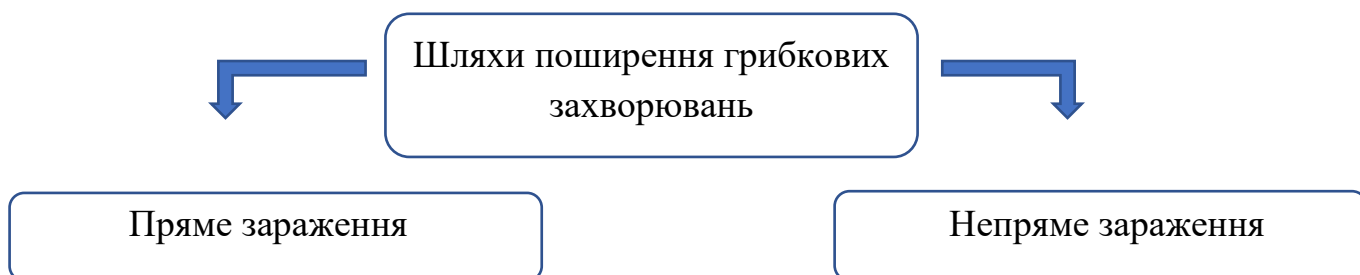 Шляхи поширення грибкових
захворювань
Пряме зараження
Непряме зараження